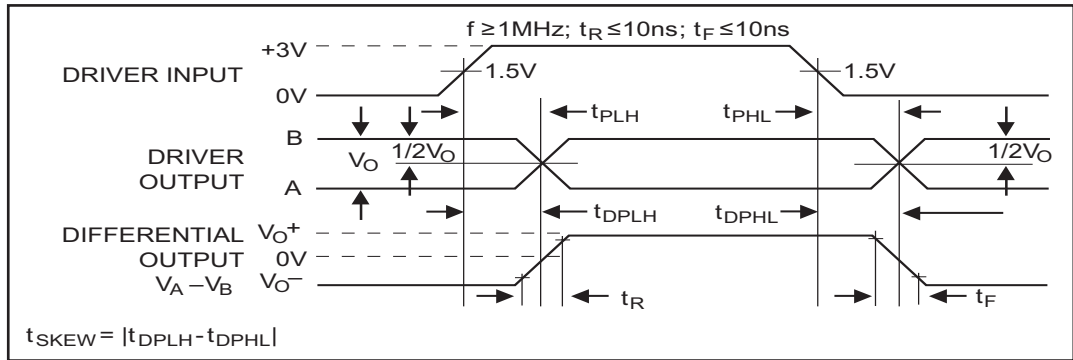 f ≥ 1MHz; tR ≤ 10ns; tF ≤ 10ns
+3V
DRIVER INPUT
1.5V
1.5V
0V
tPLH
tPHL
B
DRIVER
OUTPUT
VO
1/2VO
1/2VO
A
tDPLH
tDPHL
DIFFERENTIAL
OUTPUT
VA – VB
VO+
0V
VO–
tR
tF
tSKEW = |tDPLH - tDPHL|